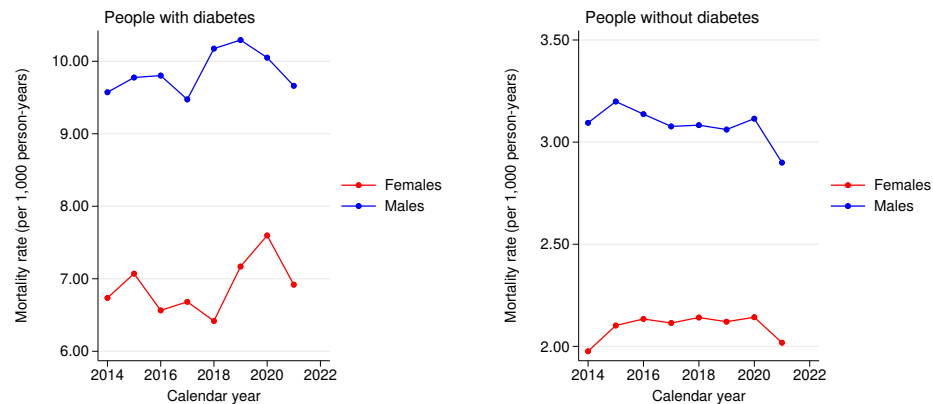 People with diabetes
Mortality rate (per 1,000 person-years)
10.00
9.00
8.00
7.00
6.00
2014 2016 2018 2020 2022
Calendar year
Females
Males
People without diabetes
Mortality rate (per 1,000 person-years)
3.50
3.00
2.50
2.00
2014 2016 2018 2020 2022
Calendar year
Females
Males